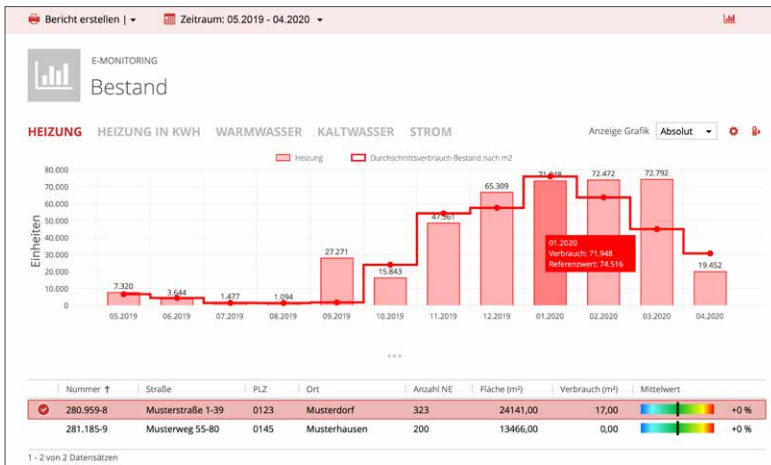 Bericht erstellen | Zeitraum: 05.2019 - 04.2020
E-MONITORING
Bestand
HEIZUNG HEIZUNG IN KWH WARMWASSER KALTWASSER STROM Anzeige Grafik Absolut
Heizung Durchschnittsverbrauch Bestand nach m2
Einheiten
80.000
70.000
60.000
50.000
40.000
30.000
20.000
10.000
0
7.320 3.644 1.477 1.094 27.271 15.843 47.561 65.309 71.948 72.472 72.792 19.452
01.2020
Verbrauch: 71.948
Referenzwert: 74.516
05.2019 06.2019 07.2019 08.2019 09.2019 10.2019 11.2019 12.2019 01.2020 02.2020 03.2020 04.2020
Nummer ↑ Straße PLZ Ort Anzahl NE Fläche (m²) Verbrauch (m²) Mittelwert
280.959-8 Musterstraße 1-39 0123 Musterdorf 323 24141,00 17,00 +0 %
281.185-9 Musterweg 55-80 0145 Musterhausen 200 13466,00 0,00 +0 %
1 - 2 von 2 Datensätzen